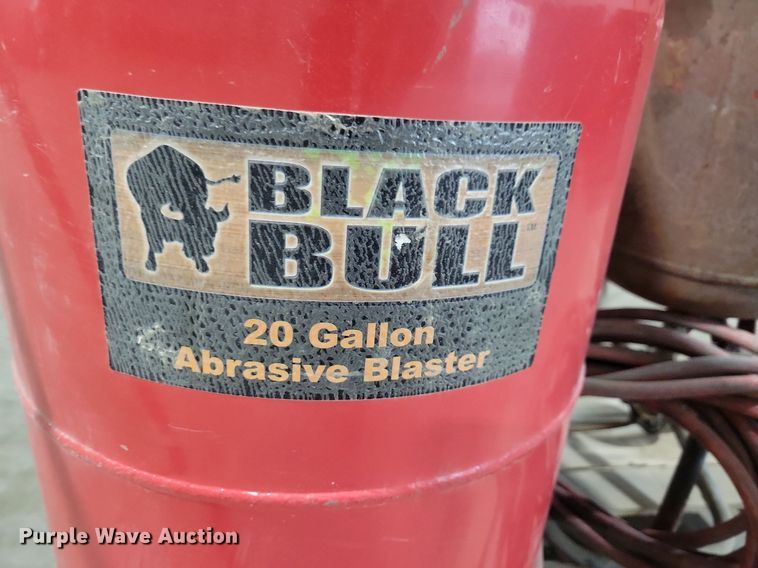 BLACK
BULL
20 Gallon
Abrasive Blaster
Purple Wave Auction